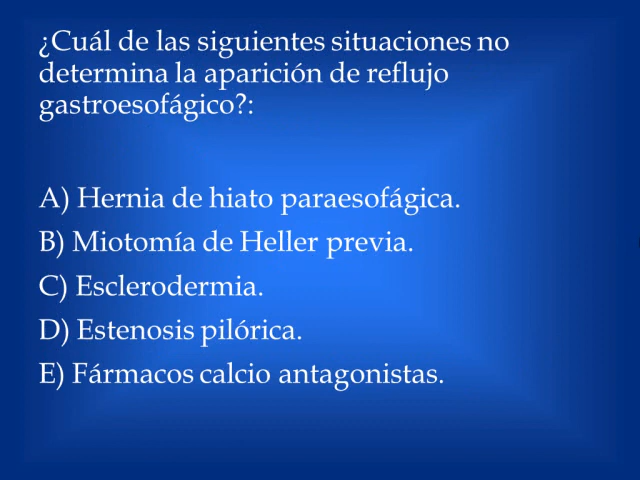 ¿Cuál de las siguientes situaciones no
determina la aparición de reflujo
gastroesofágico?:
A) Hernia de hiato paraesofágica.
B) Miotomía de Heller previa.
C) Esclerodermia.
D) Estenosis pilórica.
E) Fármacos calcio antagonistas.